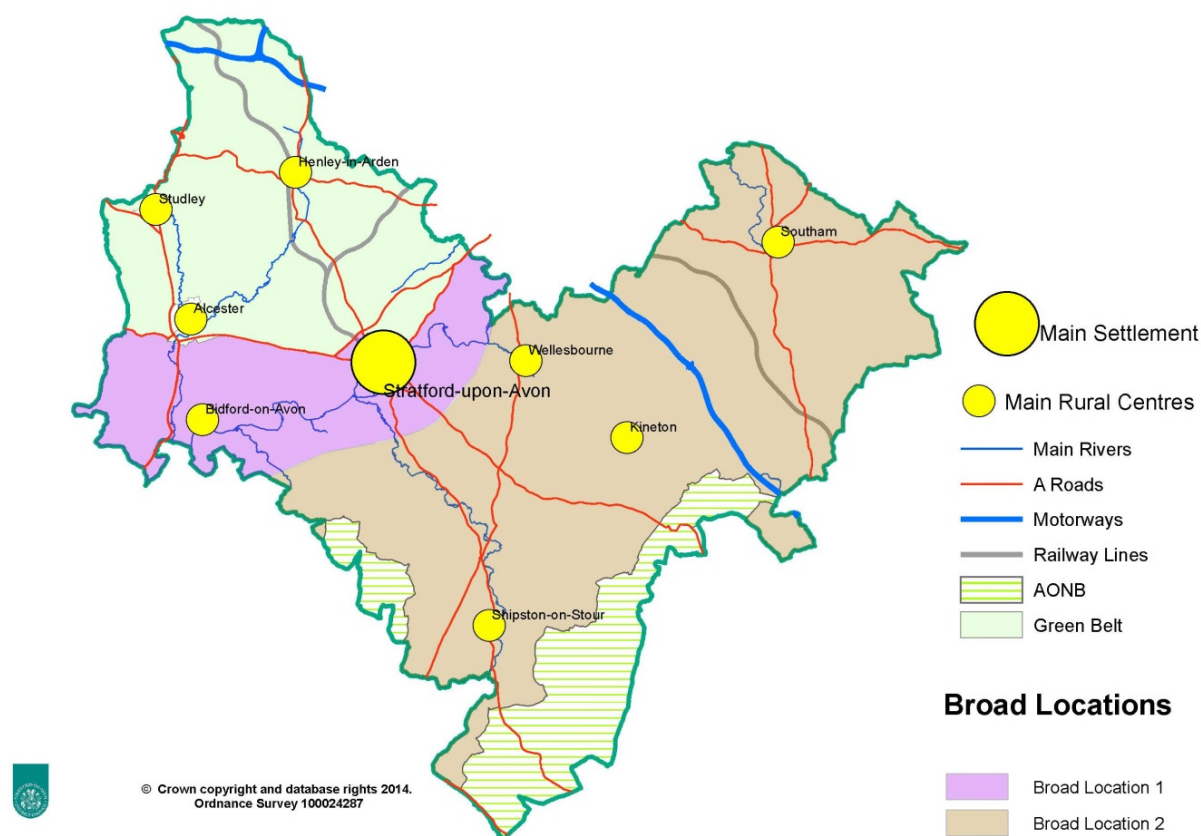 Henley-in-Arden
Studley
Southam
Alcester
Wellesbourne
Stratford-upon-Avon
Bidford-on-Avon
Kineton
Shipston-on-Stour
Main Settlement
Main Rural Centres
Main Rivers
A Roads
Motorways
Railway Lines
AONB
Green Belt
Broad Locations
Broad Location 1
Broad Location 2
© Crown copyright and database rights 2014.
Ordnance Survey 100024287